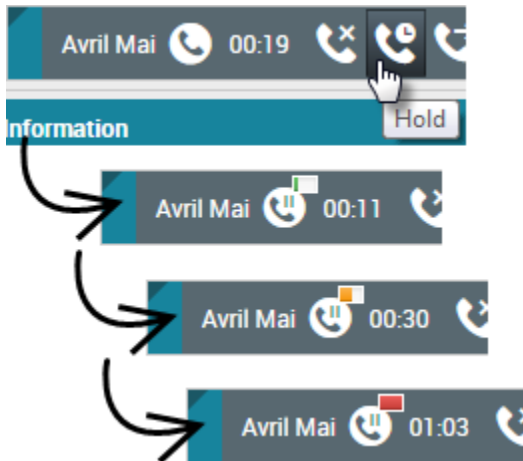 Avril Mai 00:19
Hold
Information
Avril Mai 00:11
Avril Mai 00:30
Avril Mai 01:03